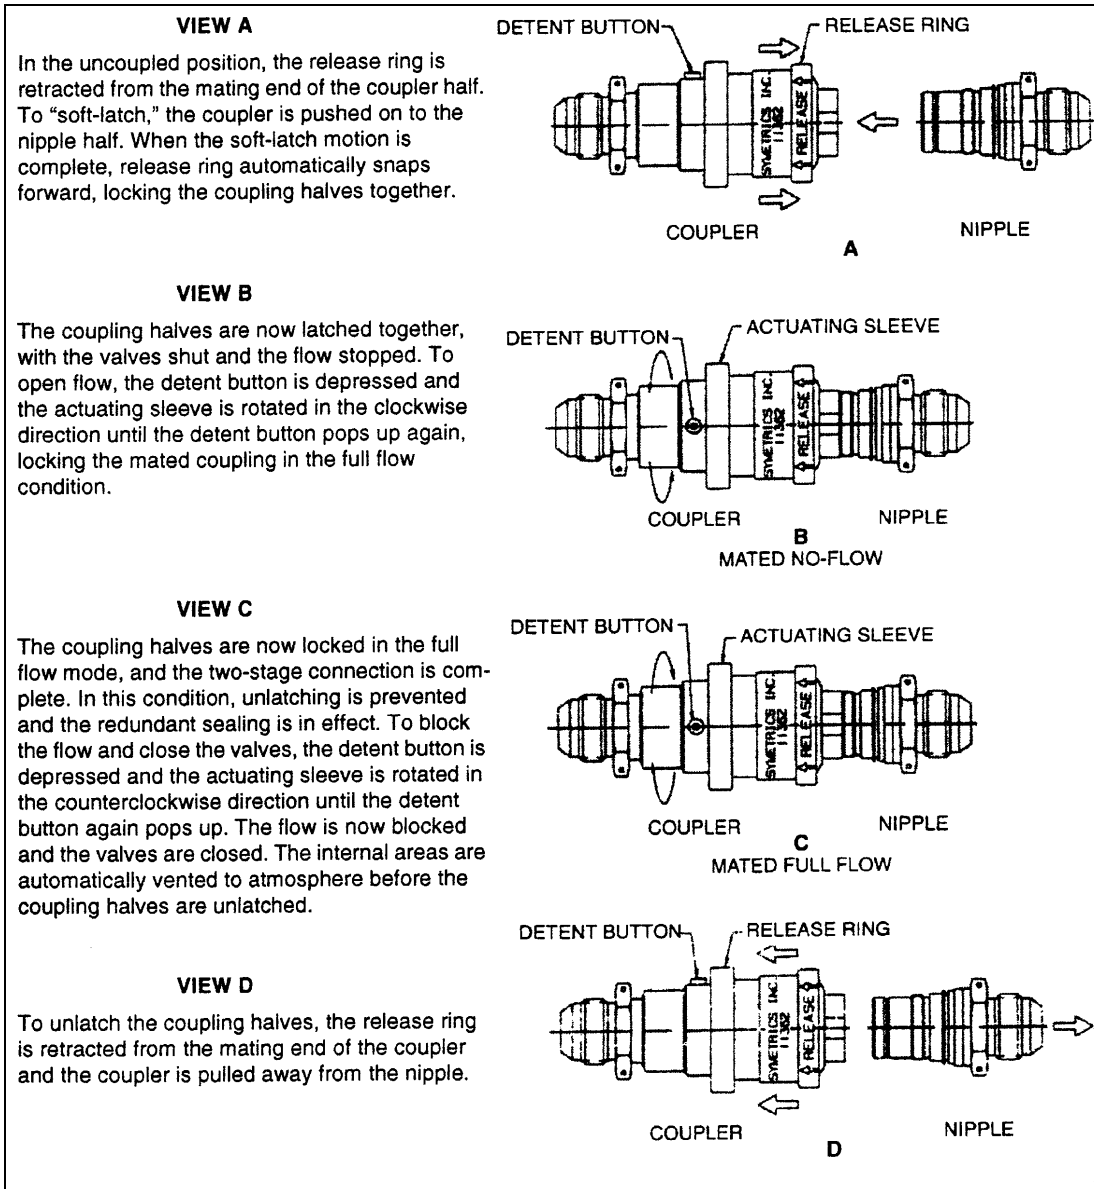 VIEW A
In the uncoupled position, the release ring is
retracted from the mating end of the coupler half.
To “soft-latch,” the coupler is pushed on to the
nipple half. When the soft-latch motion is
complete, release ring automatically snaps
forward, locking the coupling halves together.
DETENT BUTTON
RELEASE RING
SYMETRICS INC.
11362
RELEASE
COUPLER
NIPPLE
A
VIEW B
The coupling halves are now latched together,
with the valves shut and the flow stopped. To
open flow, the detent button is depressed and
the actuating sleeve is rotated in the clockwise
direction until the detent button pops up again,
locking the mated coupling in the full flow
condition.
DETENT BUTTON
ACTUATING SLEEVE
SYMETRICS INC.
11362
RELEASE
COUPLER
NIPPLE
B
MATED NO-FLOW
VIEW C
The coupling halves are now locked in the full
flow mode, and the two-stage connection is com-
plete. In this condition, unlatching is prevented
and the redundant sealing is in effect. To block
the flow and close the valves, the detent button is
depressed and the actuating sleeve is rotated in
the counterclockwise direction until the detent
button again pops up. The flow is now blocked
and the valves are closed. The internal areas are
automatically vented to atmosphere before the
coupling halves are unlatched.
DETENT BUTTON
ACTUATING SLEEVE
SYMETRICS INC.
11362
RELEASE
COUPLER
NIPPLE
C
MATED FULL FLOW
VIEW D
To unlatch the coupling halves, the release ring
is retracted from the mating end of the coupler
and the coupler is pulled away from the nipple.
DETENT BUTTON
RELEASE RING
SYMETRICS INC.
11362
RELEASE
COUPLER
NIPPLE
D